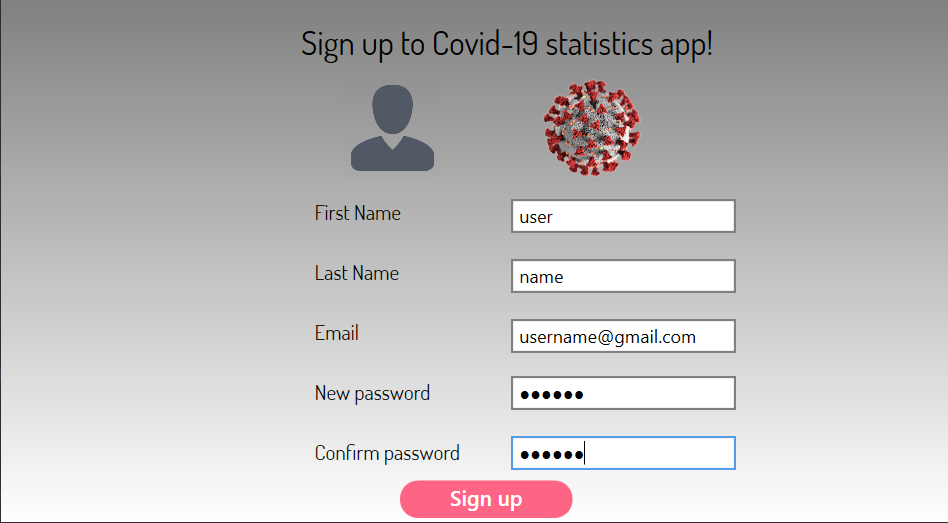 Sign up to Covid-19 statistics app!
First Name user
Last Name name
Email username@gmail.com
New password ●●●●●●
Confirm password ●●●●●●
Sign up